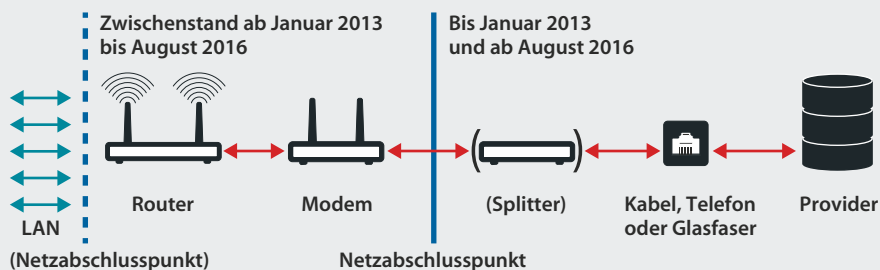 Zwischenstand ab Januar 2013
bis August 2016
Bis Januar 2013
und ab August 2016
LAN
Router
Modem
(Splitter)
Kabel, Telefon
oder Glasfaser
Provider
(Netzabschlusspunkt)
Netzabschlusspunkt